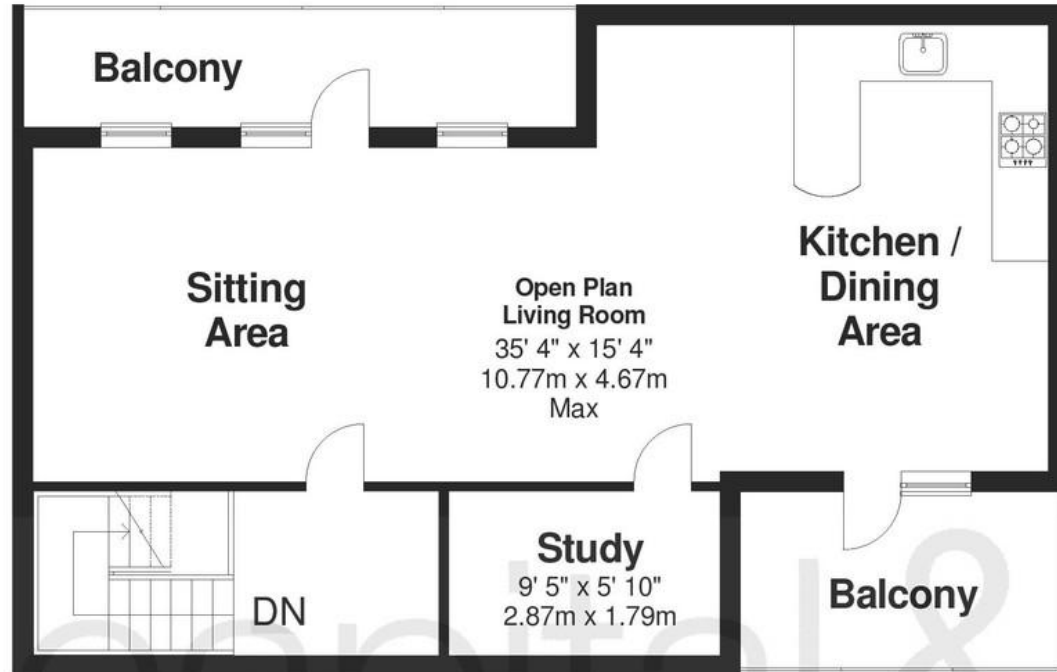 Balcony
Sitting
Area
Open Plan
Living Room
35' 4" x 15' 4"
10.77m x 4.67m
Max
Kitchen /
Dining
Area
DN
Study
9' 5" x 5' 10"
2.87m x 1.79m
Balcony
capital &